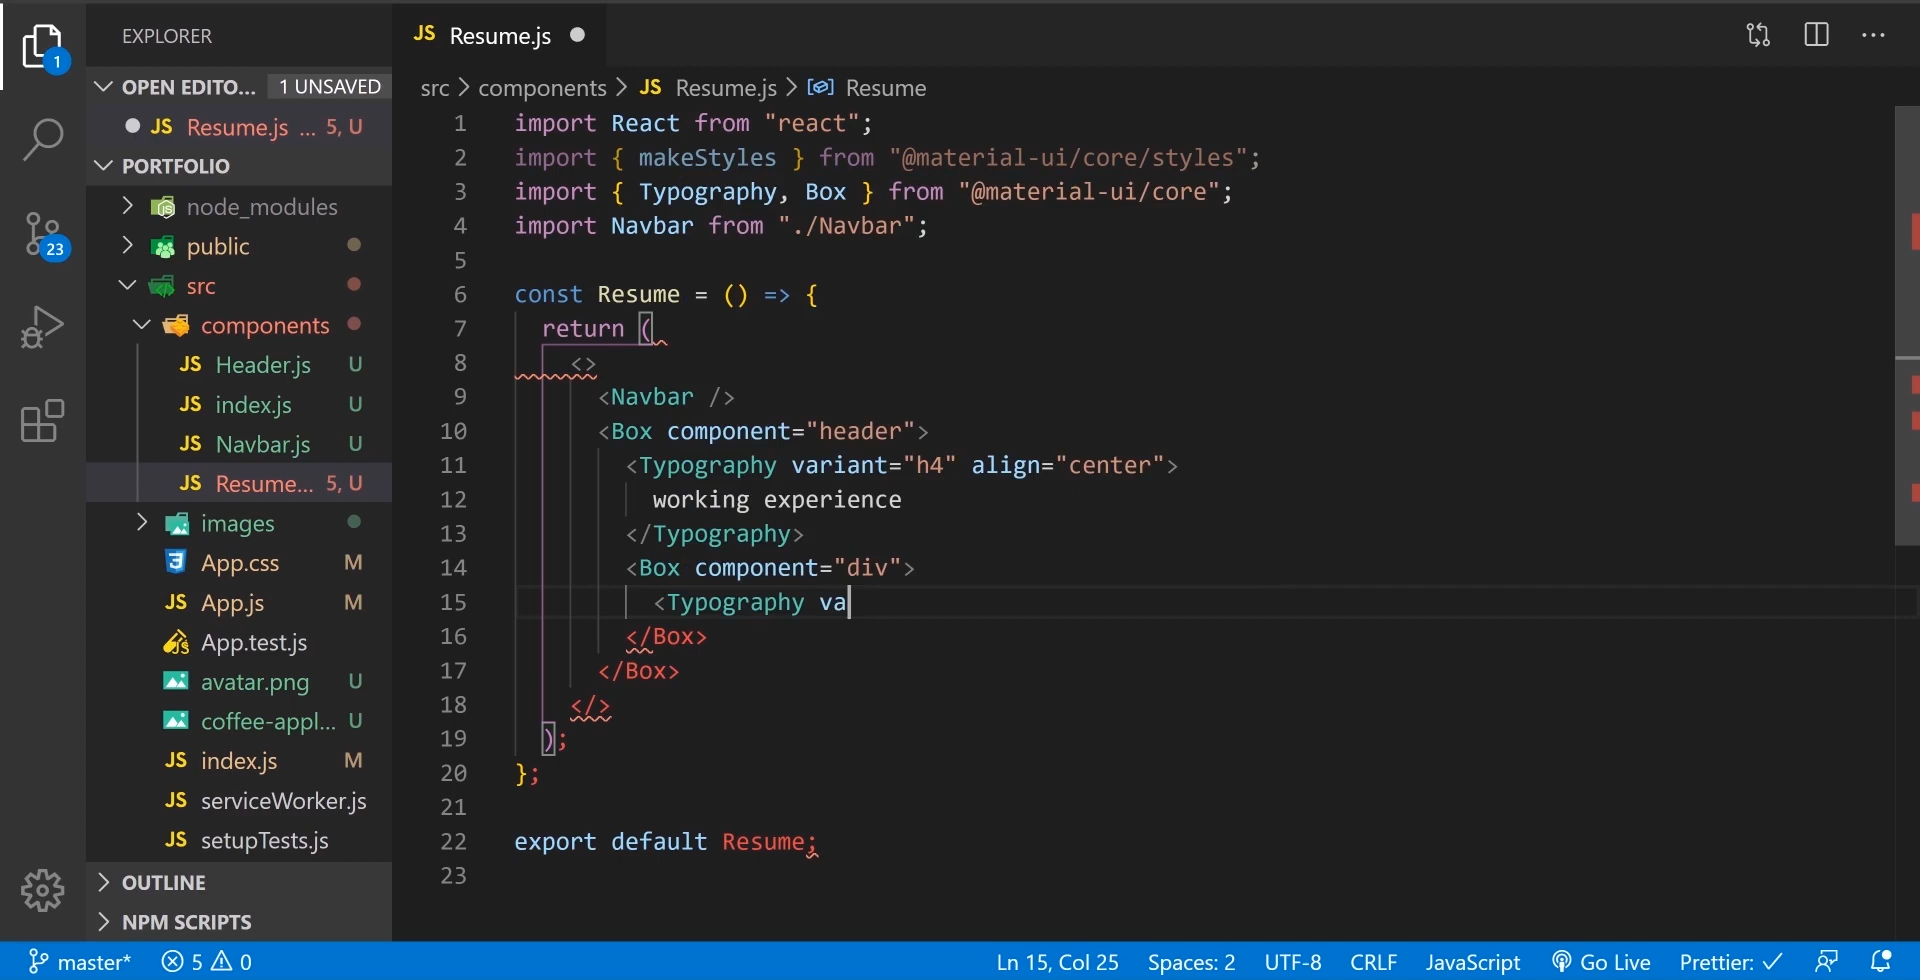 EXPLORER
JS Resume.js
1
OPEN EDITO... 1 UNSAVED
JS Resume.js ... 5, U
PORTFOLIO
node_modules
public
src
components
JS Header.js U
JS index.js U
JS Navbar.js U
JS Resume... 5, U
images
App.css M
JS App.js M
App.test.js
avatar.png U
coffee-appl... U
JS index.js M
JS serviceWorker.js
JS setupTests.js
OUTLINE
NPM SCRIPTS
23
src > components > JS Resume.js > Resume
1 import React from "react";
2 import { makeStyles } from "@material-ui/core/styles";
3 import { Typography, Box } from "@material-ui/core";
4 import Navbar from "./Navbar";
5
6 const Resume = () => {
7 return (
8 <>
9 <Navbar />
10 <Box component="header">
11 <Typography variant="h4" align="center">
12 working experience
13 </Typography>
14 <Box component="div">
15 <Typography va
16 </Box>
17 </Box>
18 </>
19 );
20 };
21
22 export default Resume;
23
master* 5 0 Ln 15, Col 25 Spaces: 2 UTF-8 CRLF JavaScript Go Live Prettier: ✓